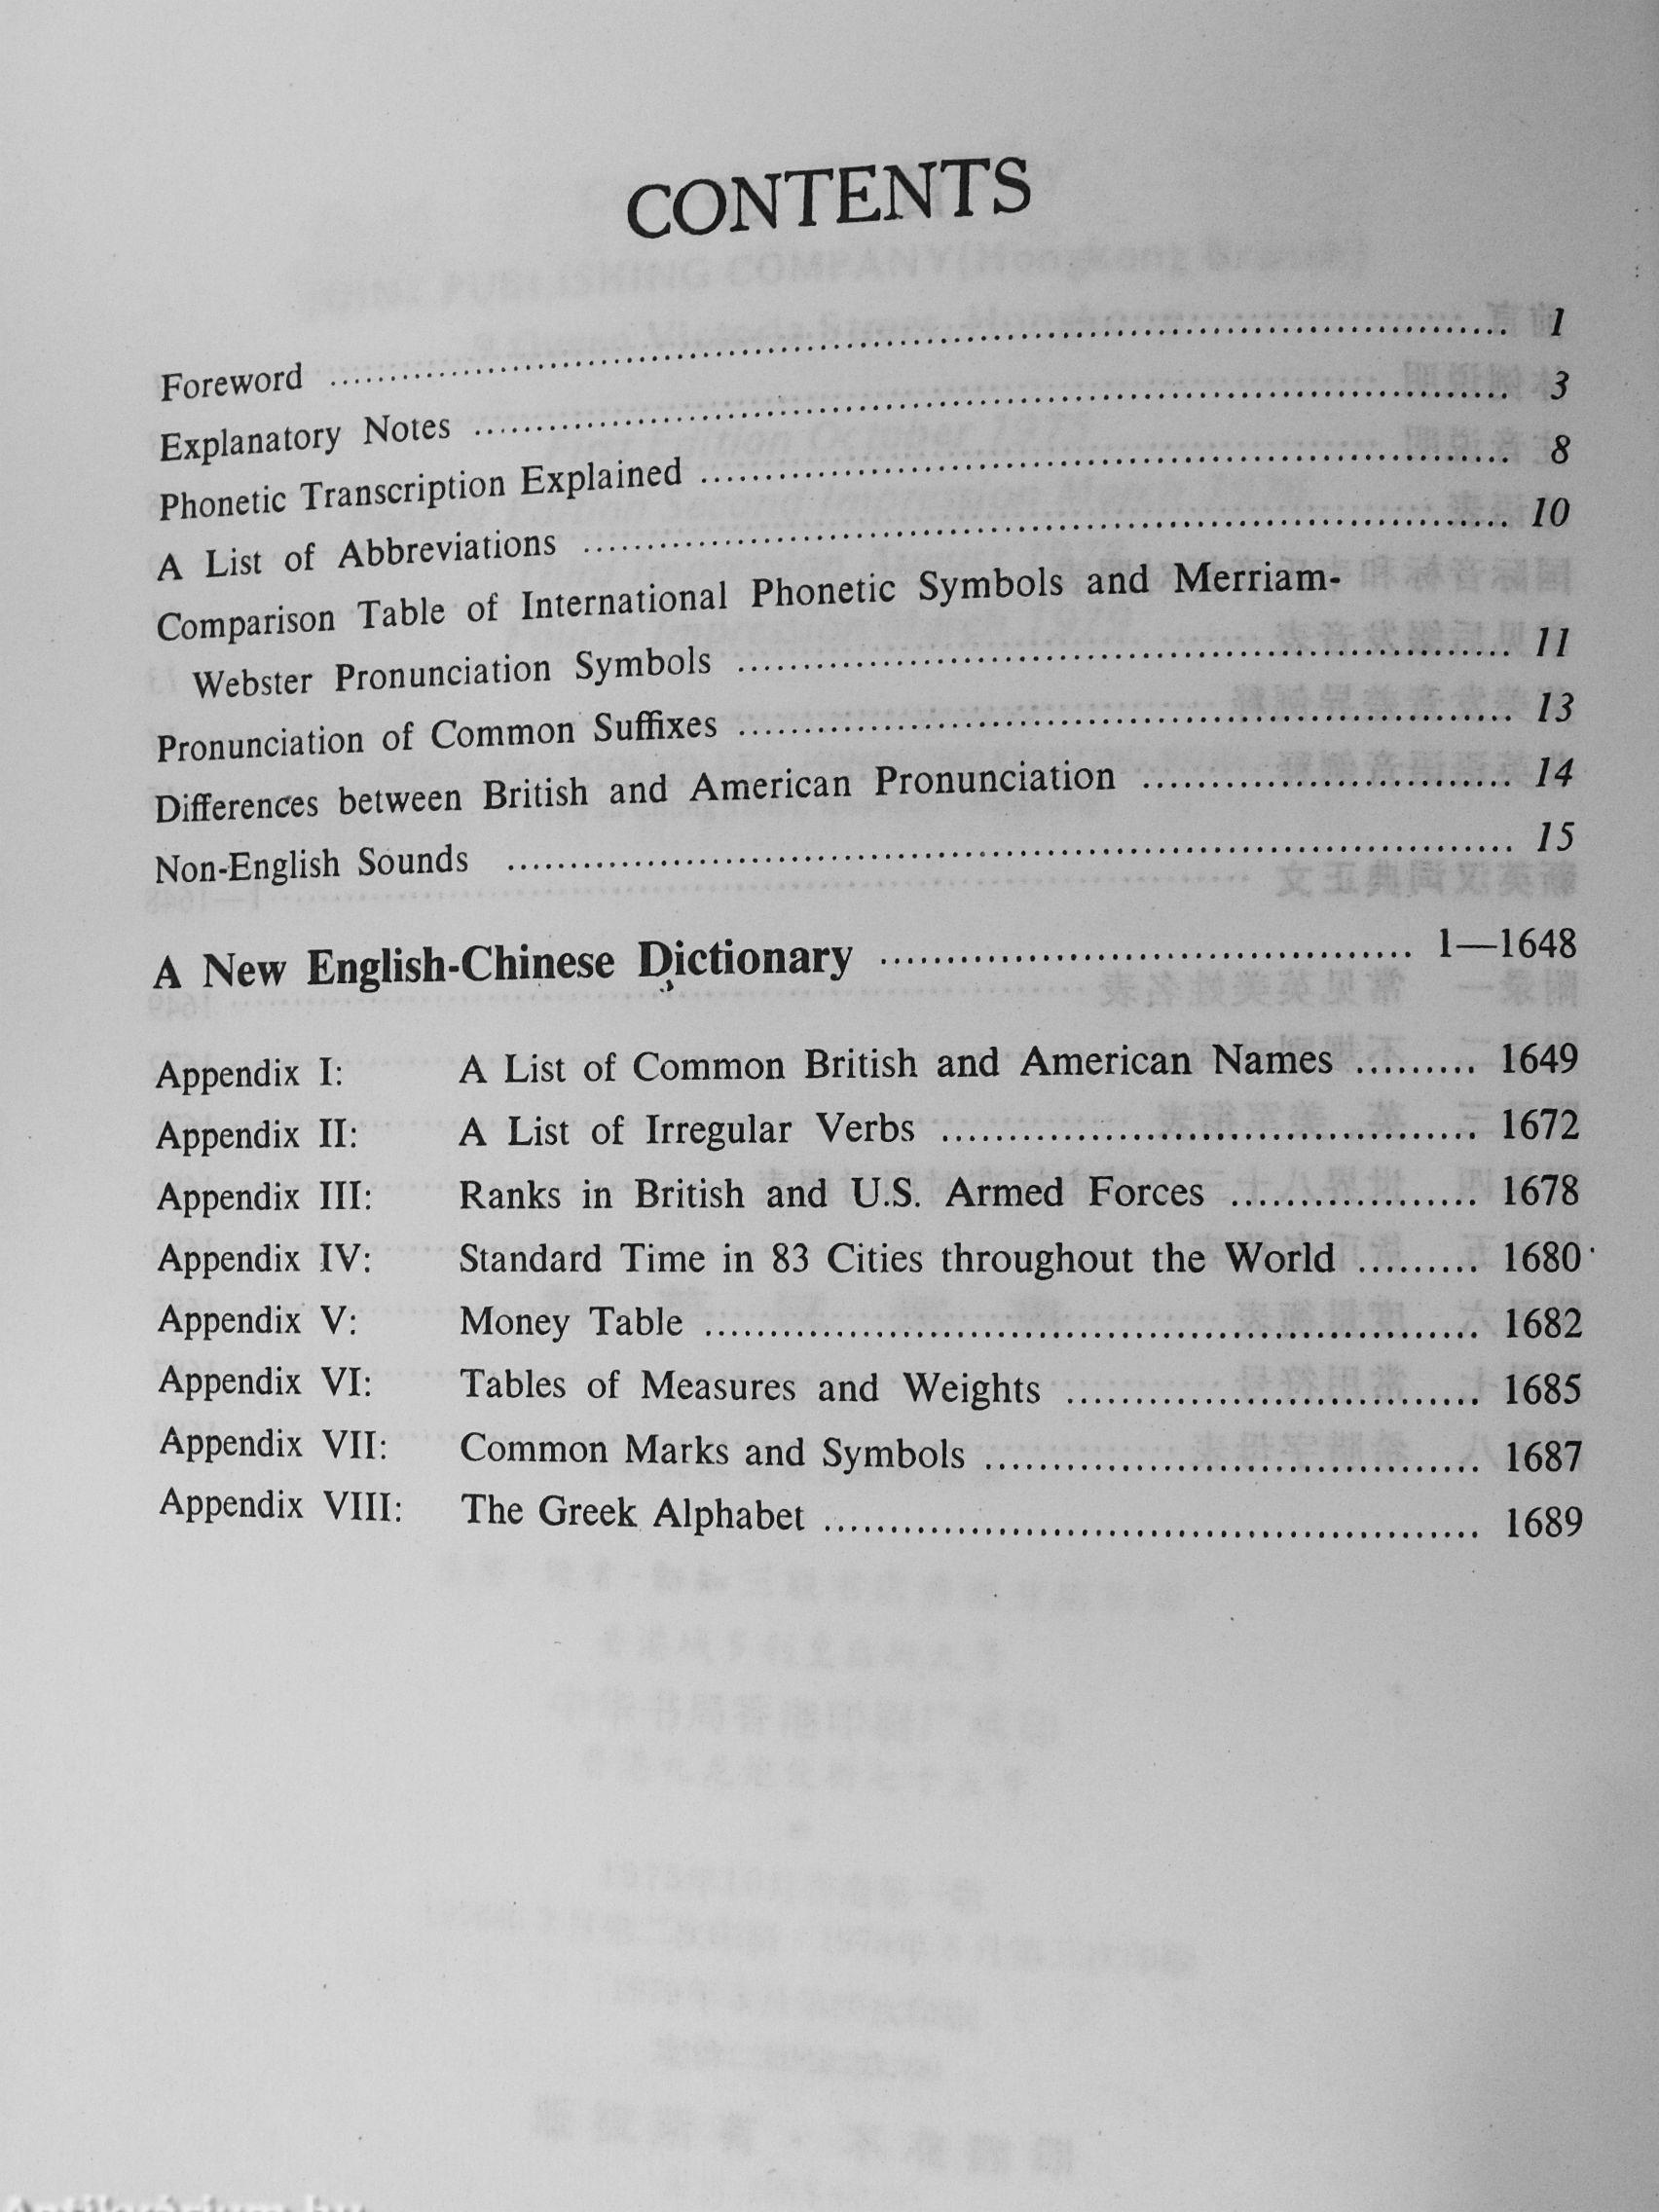 CONTENTS
Foreword ........................................ 1
Explanatory Notes ........................................ 3
Phonetic Transcription Explained ........................................ 8
A List of Abbreviations ........................................ 10
Comparison Table of International Phonetic Symbols and Merriam-
Webster Pronunciation Symbols ........................................ 11
Pronunciation of Common Suffixes ........................................ 13
Differences between British and American Pronunciation .............................. 14
Non-English Sounds ........................................ 15
A New English-Chinese Dictionary ........................................ 1—1648
Appendix I: A List of Common British and American Names ......... 1649
Appendix II: A List of Irregular Verbs ........................................ 1672
Appendix III: Ranks in British and U.S. Armed Forces ................... 1678
Appendix IV: Standard Time in 83 Cities throughout the World ......... 1680
Appendix V: Money Table ........................................ 1682
Appendix VI: Tables of Measures and Weights ................................ 1685
Appendix VII: Common Marks and Symbols ...................................... 1687
Appendix VIII: The Greek Alphabet ........................................ 1689